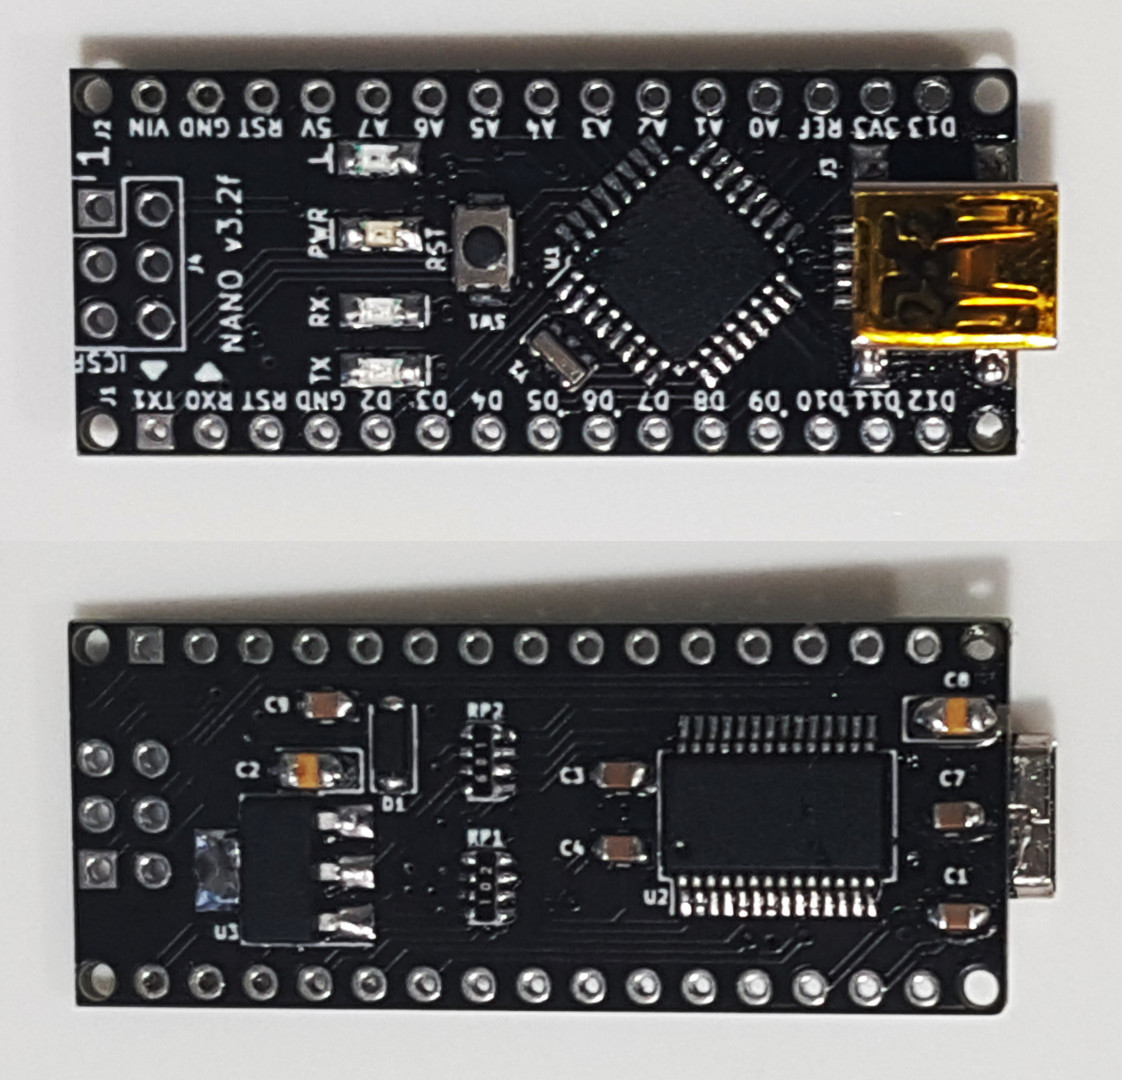 J2
1
VIN GND RST 5V A7 A6 A5 A4 A3 A2 A1 A0 REF 3V3 D13
J3
L
PWR
RST
NANO v3.2f
J4
U1
RX
SW1
ICSP
TX
Y2
J1
TX1 RX0 RST GND D2 D3 D4 D5 D6 D7 D8 D9 D10 D11 D12
C8
C9
RP2
C2
601
C3
C7
D1
RP1
C4
C1
102
U2
U3